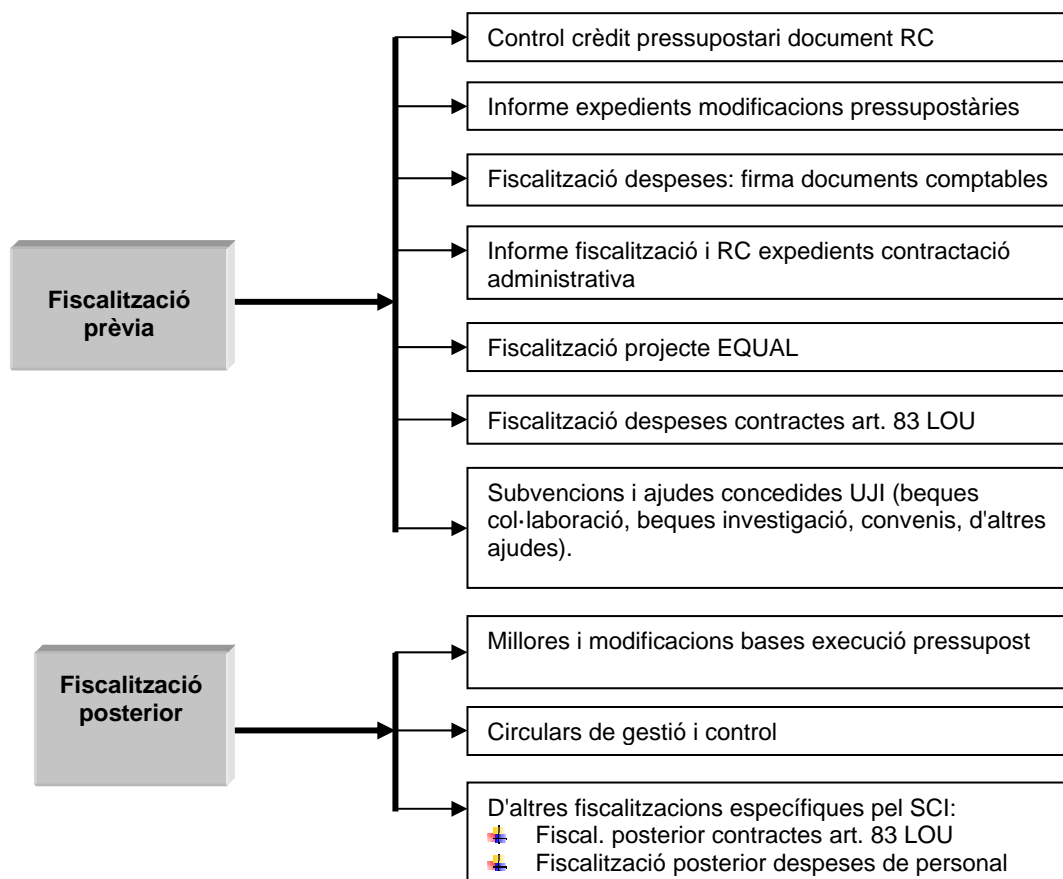 Control crèdit pressupostari document RC
Informe expedients modificacions pressupostàries
Fiscalització despeses: firma documents comptables
Informe fiscalització i RC expedients contractació
administrativa
Fiscalització
prèvia
Fiscalització projecte EQUAL
Fiscalització despeses contractes art. 83 LOU
Subvencions i ajudes concedides UJI (beques
col·laboració, beques investigació, convenis, d'altres
ajudes).
Millores i modificacions bases execució pressupost
Fiscalització
posterior
Circulars de gestió i control
D'altres fiscalitzacions específiques pel SCI:
Fiscal. posterior contractes art. 83 LOU
Fiscalització posterior despeses de personal